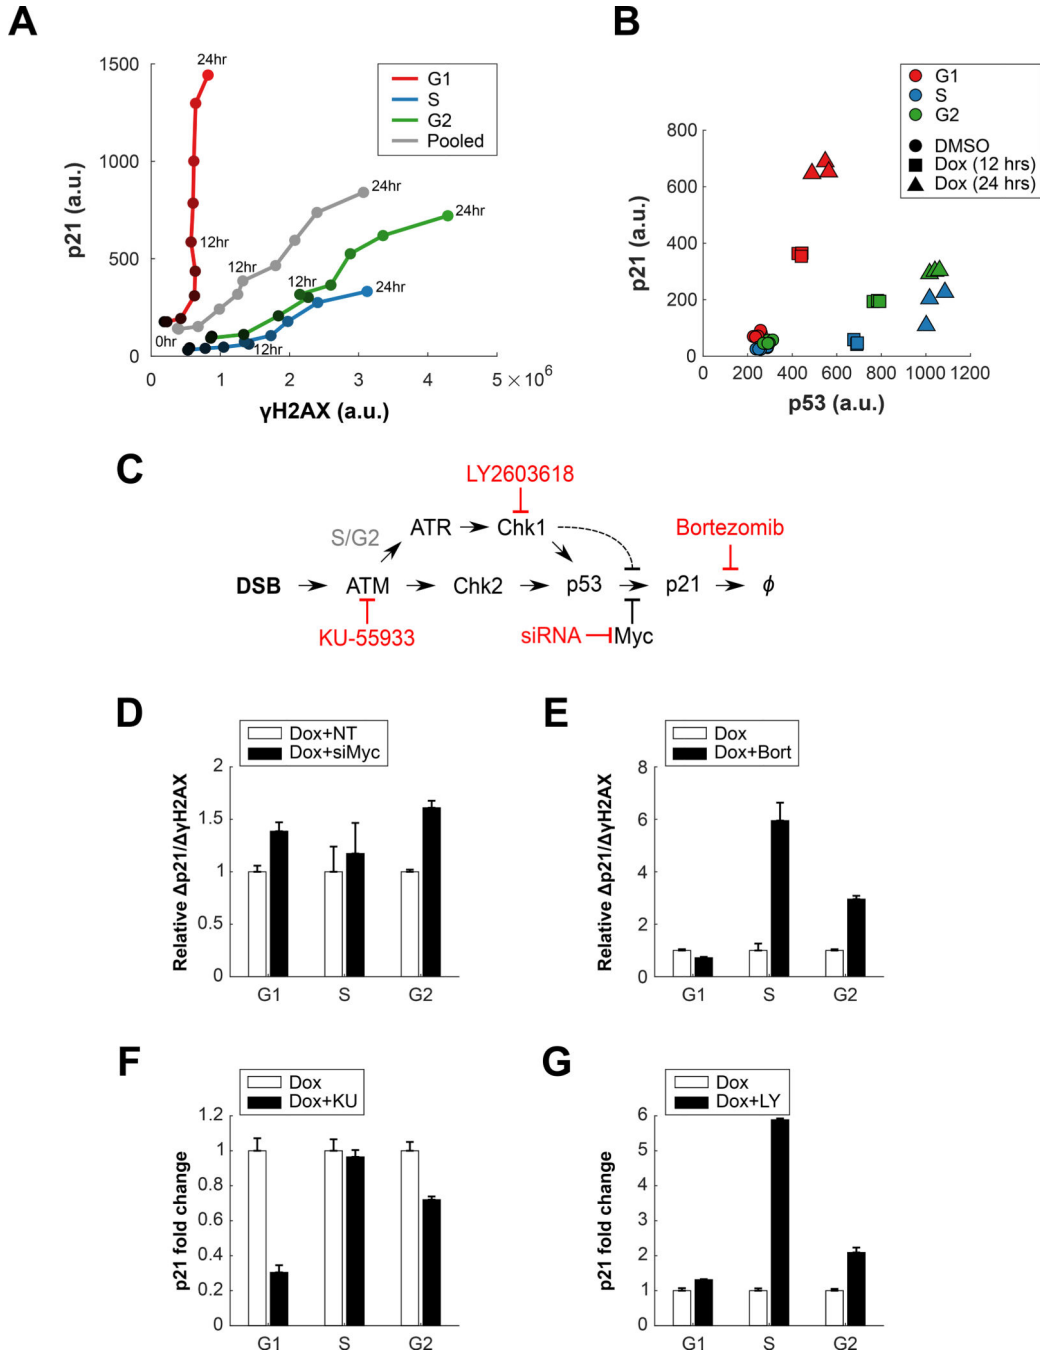 A
1500
1000
500
0
p21 (a.u.)
24hr
12hr
0hr
12hr
24hr
12hr
24hr
12hr
24hr
G1
S
G2
Pooled
0 1 2 3 4 5 × 10⁶
γH2AX (a.u.)
B
G1
S
G2
DMSO
Dox (12 hrs)
Dox (24 hrs)
800
600
400
200
0
p21 (a.u.)
0 200 400 600 800 1000 1200
p53 (a.u.)
C
LY2603618
S/G2 ATR Chk1 Bortezomib
DSB ATM Chk2 p53 p21 ϕ
KU-55933 siRNA Myc
D
Dox+NT
Dox+siMyc
2
1.5
1
0.5
0
Relative Δp21/ΔγH2AX
G1 S G2
E
Dox
Dox+Bort
8
6
4
2
0
Relative Δp21/ΔγH2AX
G1 S G2
F
Dox
Dox+KU
1.2
1
0.8
0.6
0.4
0.2
0
p21 fold change
G1 S G2
G
Dox
Dox+LY
6
5
4
3
2
1
0
p21 fold change
G1 S G2